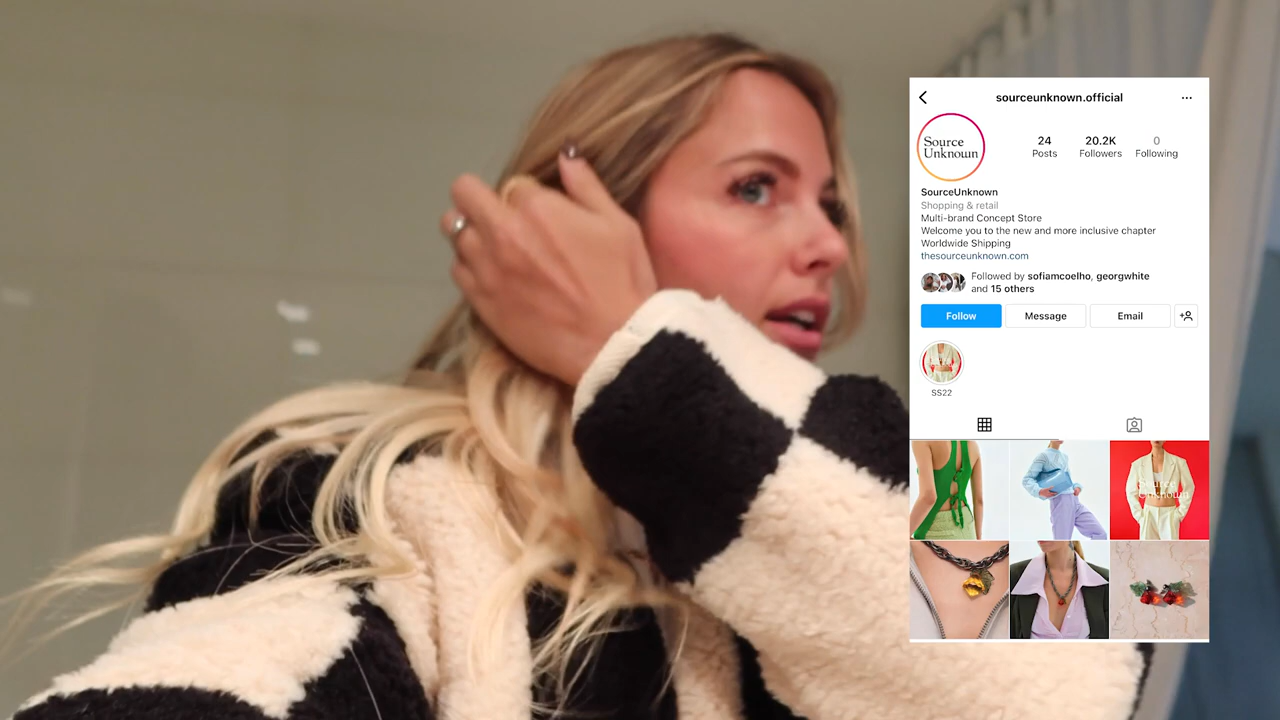 sourceunknown.official
Source
Unknown
24
Posts
20.2K
Followers
0
Following
SourceUnknown
Shopping & retail
Multi-brand Concept Store
Welcome you to the new and more inclusive chapter
Worldwide Shipping
thesourceunknown.com
Followed by sofiamcoelho, georgwhite
and 15 others
Follow
Message
Email
SS22
Source
Unknown